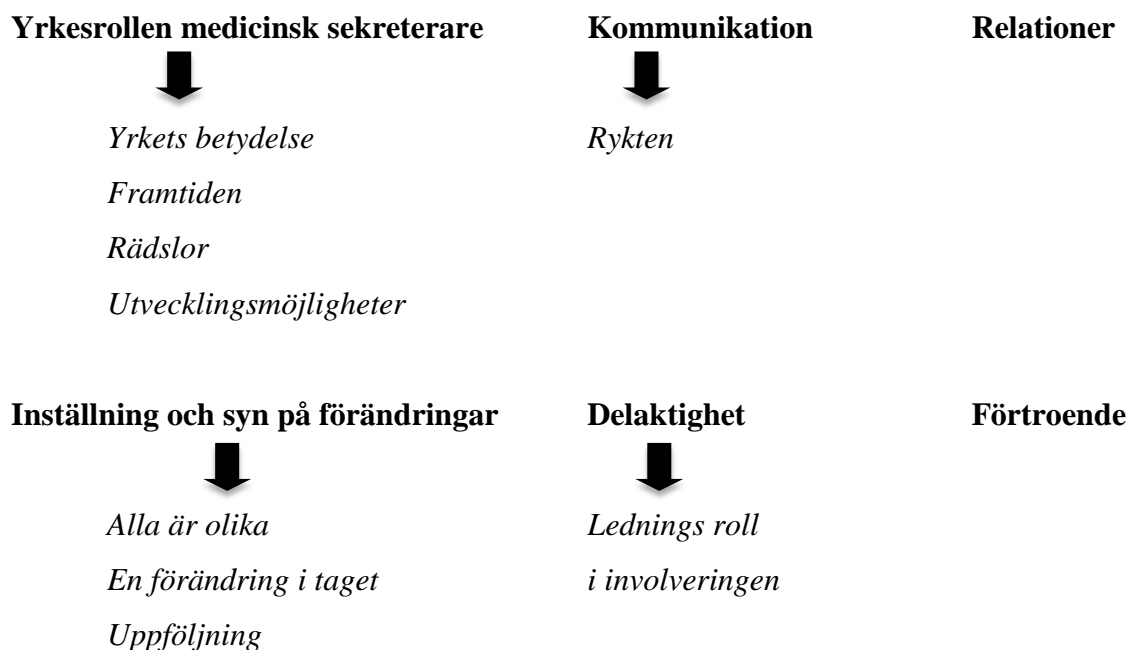 Yrkesrollen medicinsk sekreterare Kommunikation Relationer
Yrkets betydelse Rykten
Framtiden
Rädslor
Utvecklingsmöjligheter
Inställning och syn på förändringar Delaktighet Förtroende
Alla är olika Lednings roll
En förändring i taget i involveringen
Uppföljning